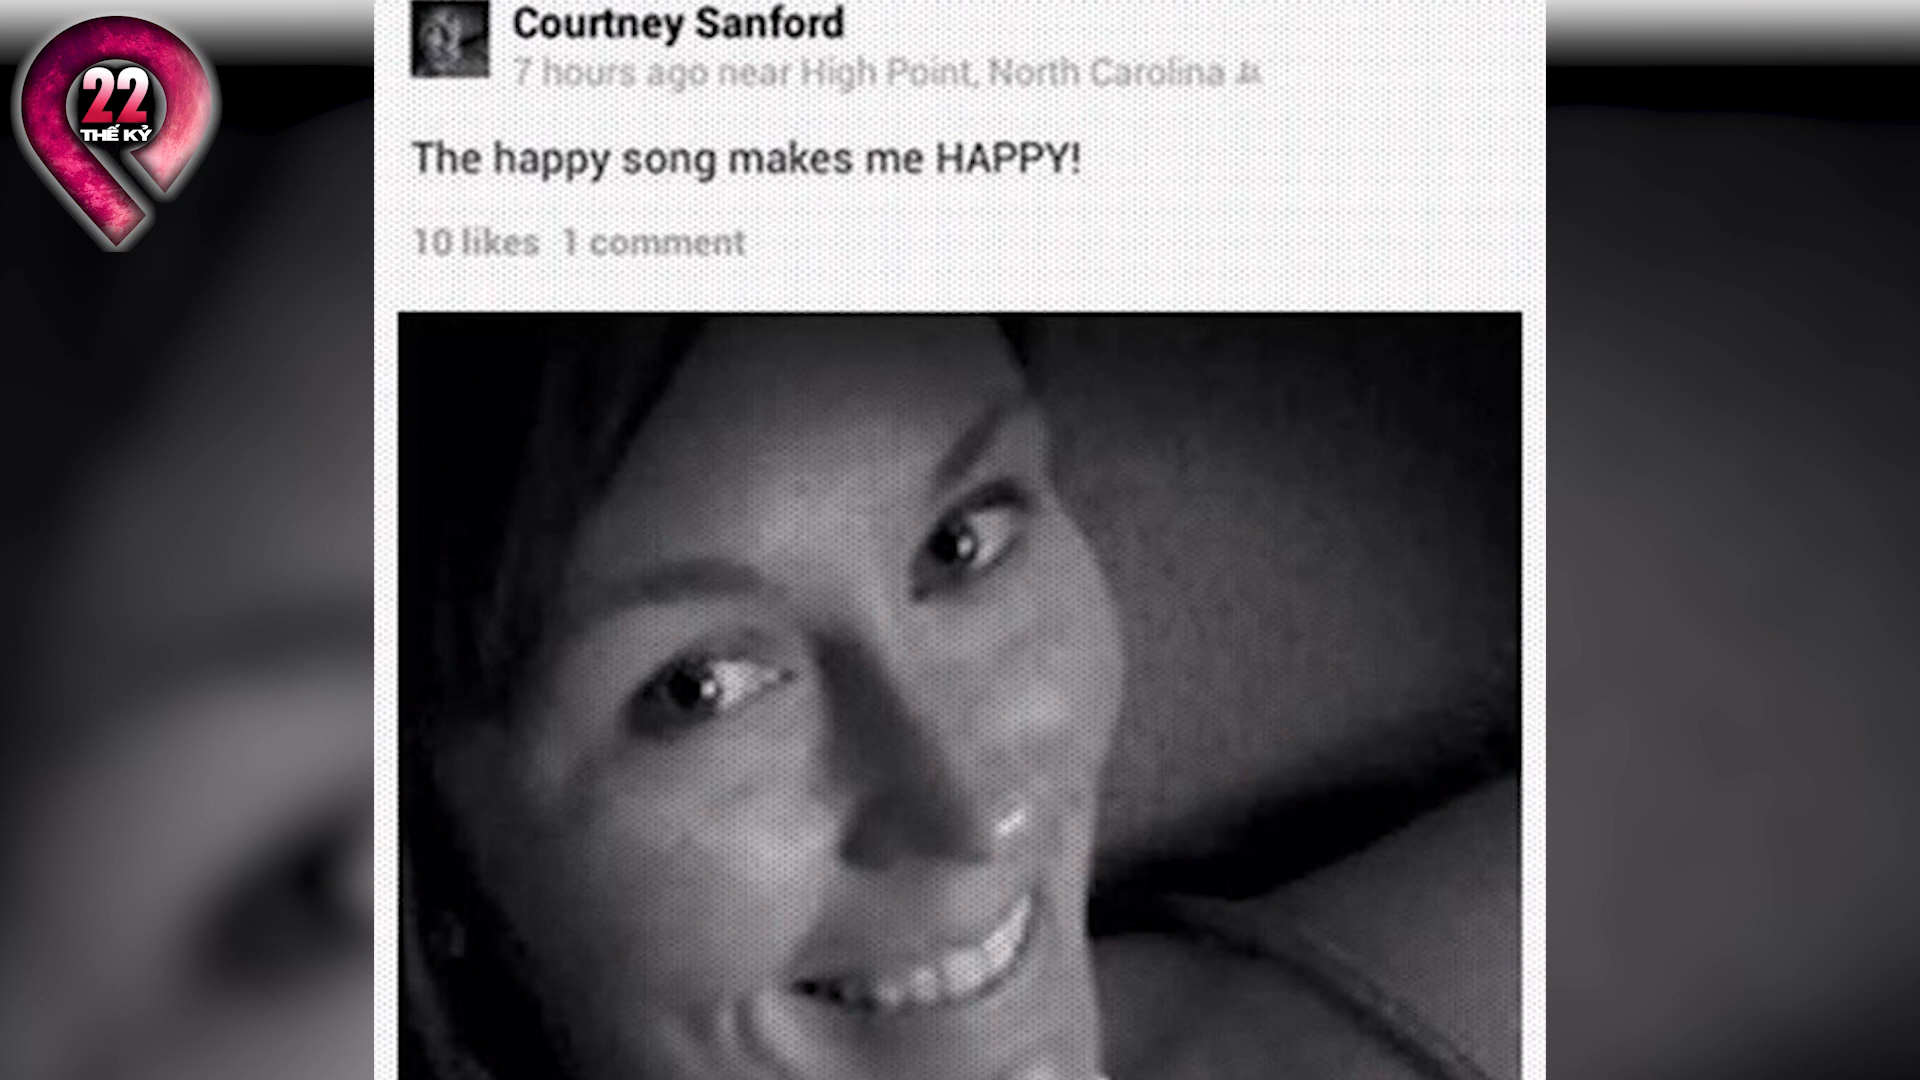 22
THẾ KỶ
Courtney Sanford
7 hours ago near High Point, North Carolina
The happy song makes me HAPPY!
10 likes 1 comment